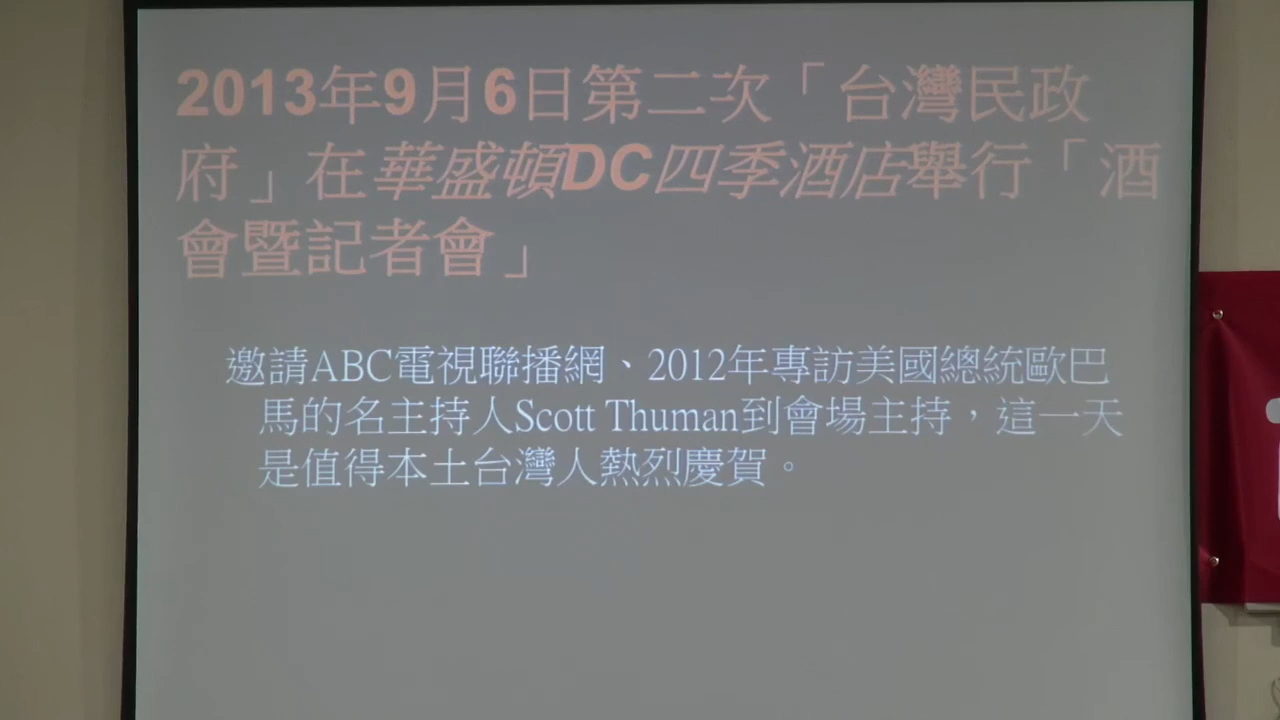 2013年9月6日第二次「台灣民政
府」在華盛頓DC四季酒店舉行「酒
會暨記者會」
邀請ABC電視聯播網、2012年專訪美國總統歐巴
馬的名主持人Scott Thuman到會場主持，這一天
是值得本土台灣人熱烈慶賀。